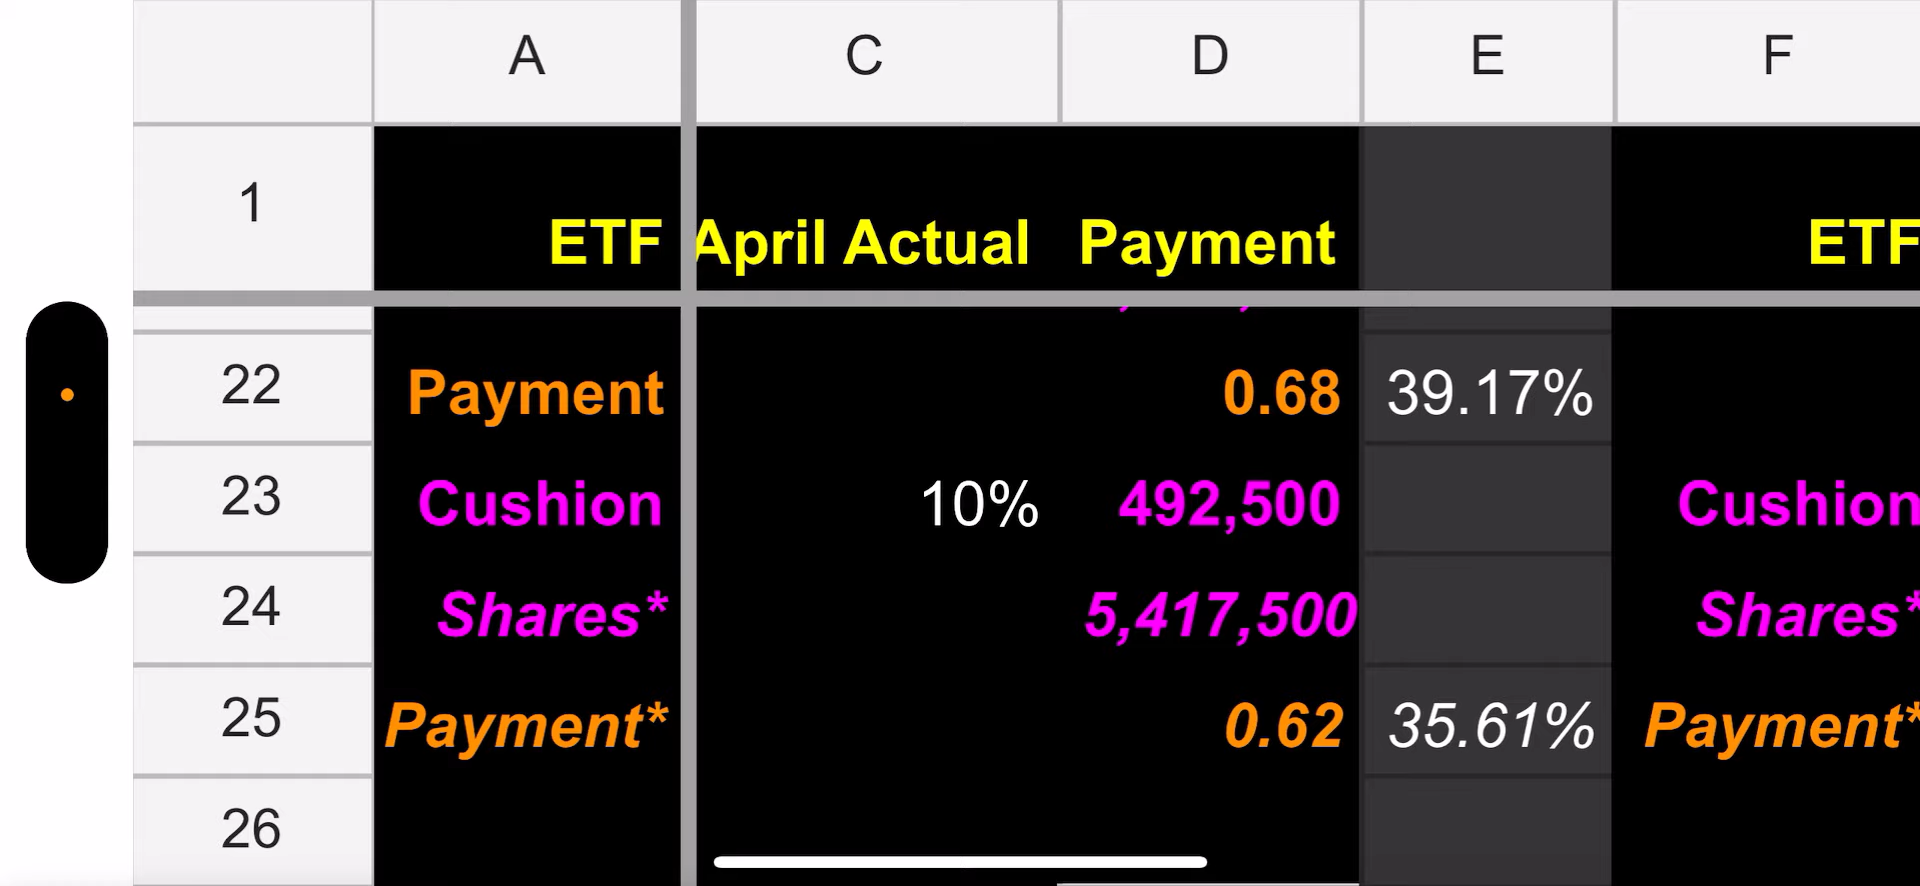 A C D E F
1 ETF April Actual Payment ETF
22 Payment 0.68 39.17%
23 Cushion 10% 492,500 Cushion
24 Shares* 5,417,500 Shares*
25 Payment* 0.62 35.61% Payment*
26